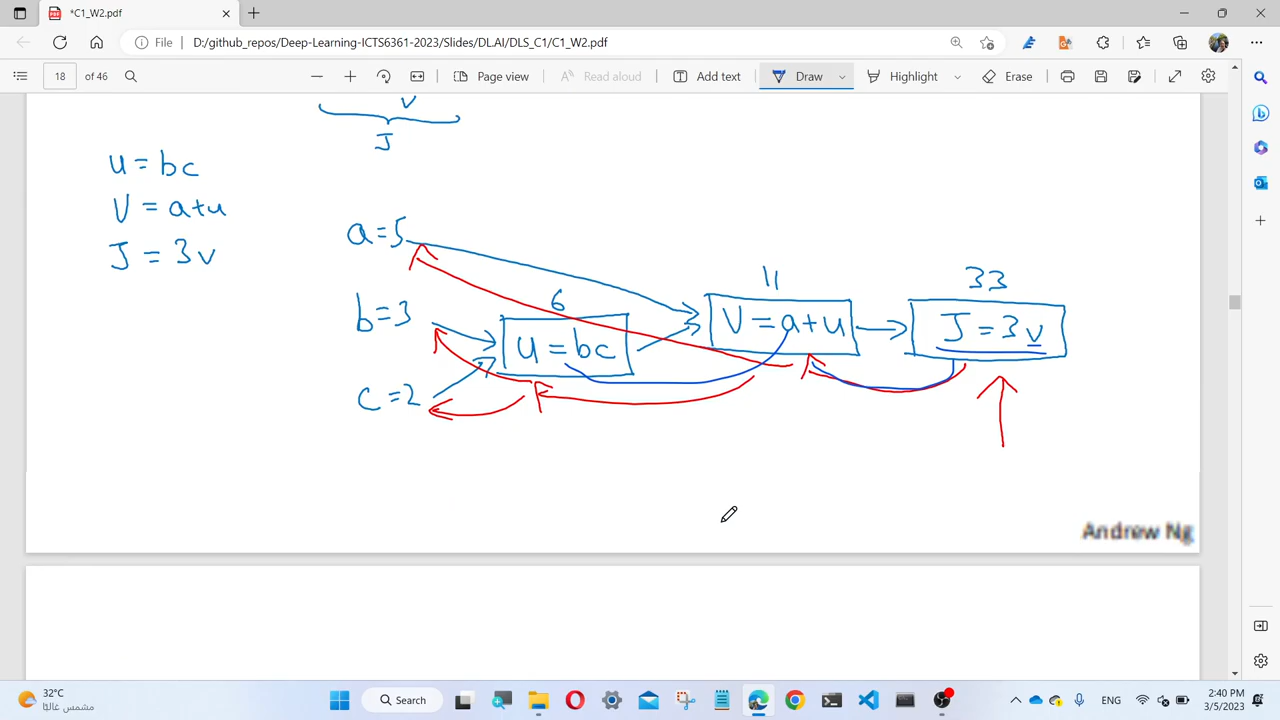 *C1_W2.pdf
File D:/github_repos/Deep-Learning-ICTS6361-2023/Slides/DL.AI/DLS_C1/C1_W2.pdf
18 of 46 Page view Read aloud Add text Draw Highlight Erase
V
J
u = bc
V = a+u
J = 3v
a=5
b=3
c=2
6
u = bc
11
V = a+u
33
J = 3v
Andrew Ng
32°C
مشمس غالبًا
Search
ENG
2:40 PM
3/5/2023